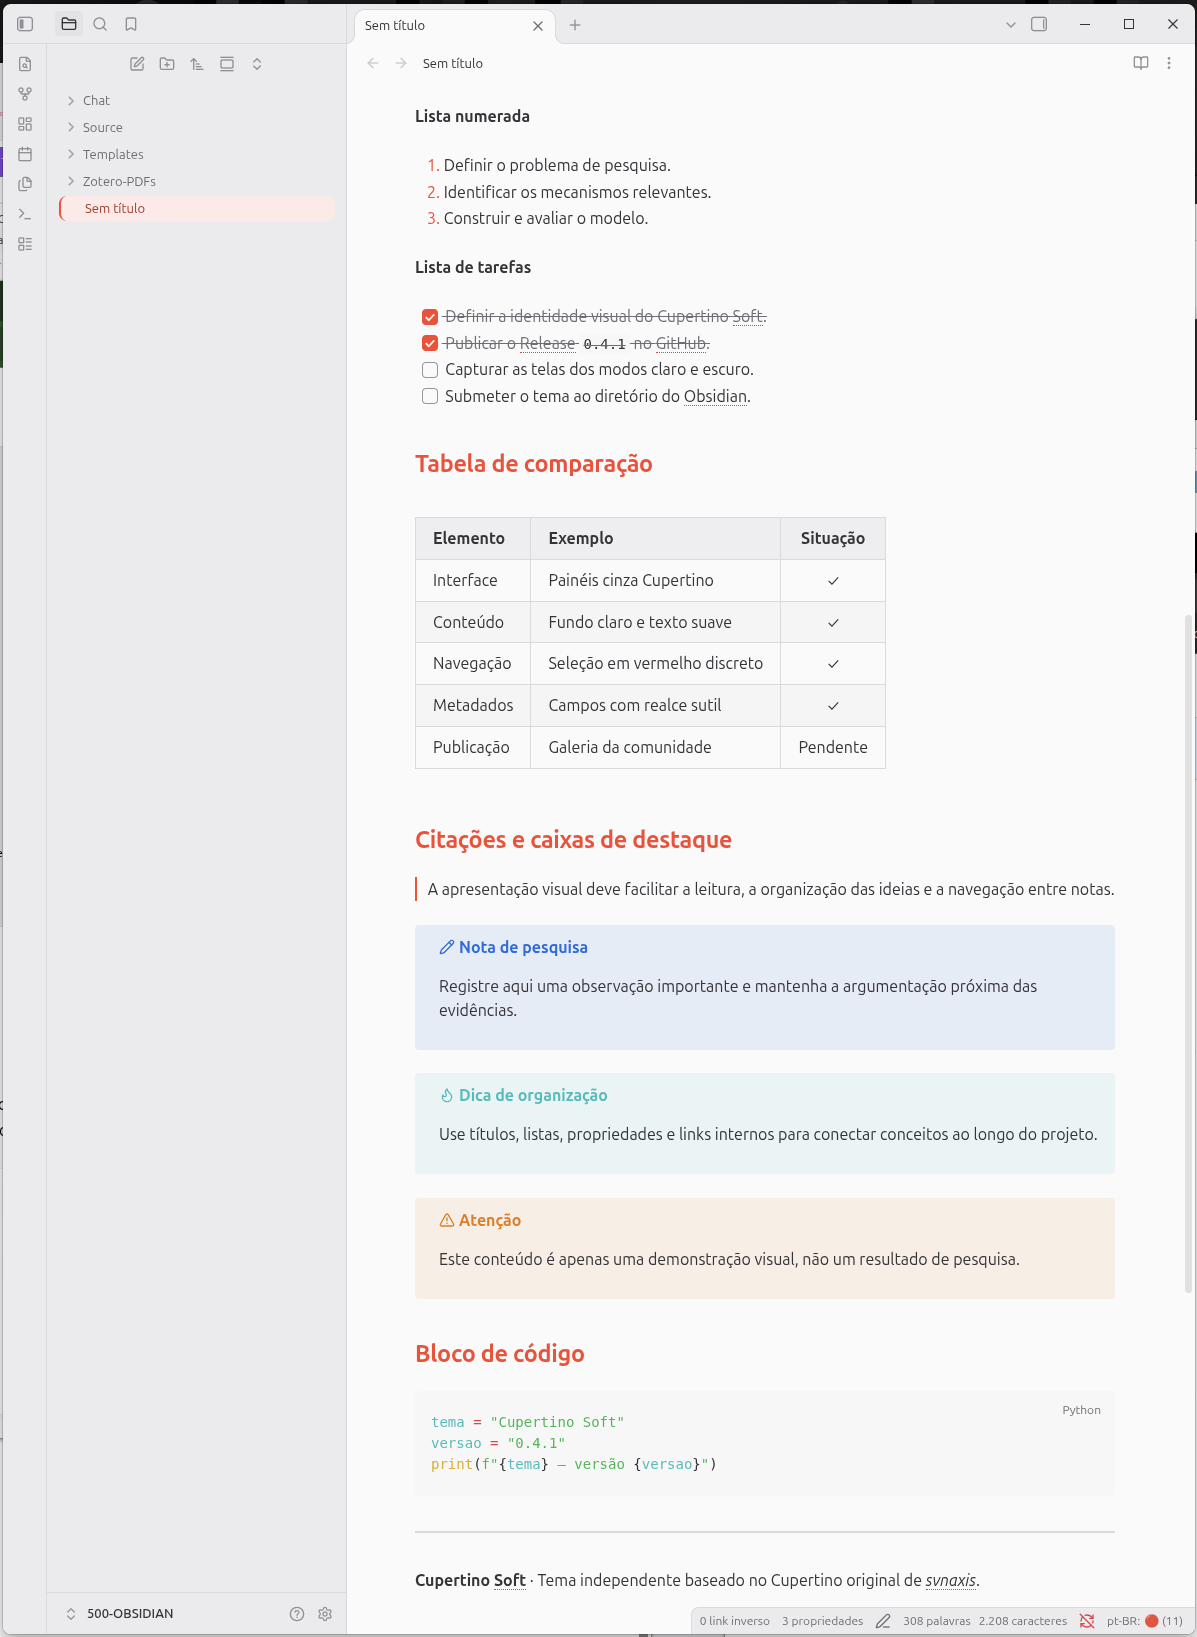 Sem título
Sem título
Chat
Source
Templates
Zotero-PDFs
Sem título
Lista numerada
1. Definir o problema de pesquisa.
2. Identificar os mecanismos relevantes.
3. Construir e avaliar o modelo.
Lista de tarefas
Definir a identidade visual do Cupertino Soft.
Publicar o Release 0.4.1 no GitHub.
Capturar as telas dos modos claro e escuro.
Submeter o tema ao diretório do Obsidian.
Tabela de comparação
Elemento Exemplo Situação
Interface Painéis cinza Cupertino ✓
Conteúdo Fundo claro e texto suave ✓
Navegação Seleção em vermelho discreto ✓
Metadados Campos com realce sutil ✓
Publicação Galeria da comunidade Pendente
Citações e caixas de destaque
A apresentação visual deve facilitar a leitura, a organização das ideias e a navegação entre notas.
Nota de pesquisa
Registre aqui uma observação importante e mantenha a argumentação próxima das
evidências.
Dica de organização
Use títulos, listas, propriedades e links internos para conectar conceitos ao longo do projeto.
Atenção
Este conteúdo é apenas uma demonstração visual, não um resultado de pesquisa.
Bloco de código
Python
tema = "Cupertino Soft"
versao = "0.4.1"
print(f"{tema} — versão {versao}")
Cupertino Soft · Tema independente baseado no Cupertino original de svnaxis.
500-OBSIDIAN
0 link inverso 3 propriedades 308 palavras 2.208 caracteres pt-BR: 🔴 (11)